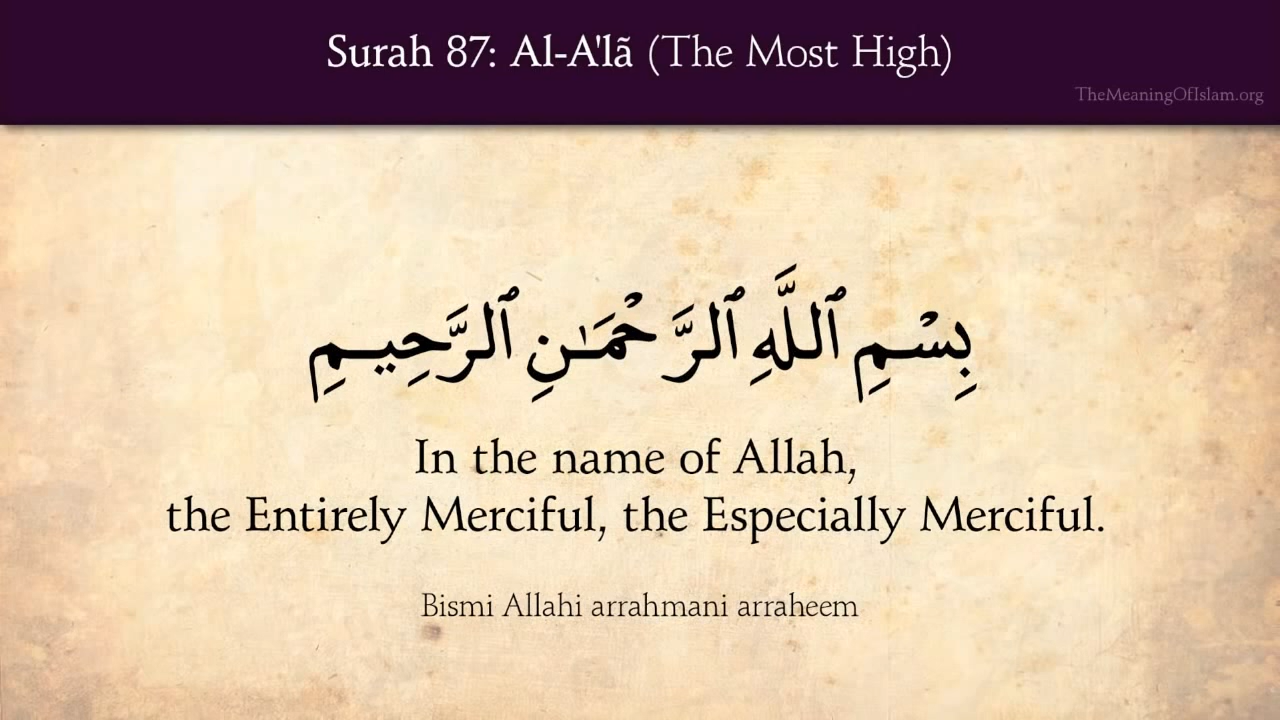 Surah 87: Al-A'lã (The Most High)
TheMeaningOfIslam.org
بِسْمِ ٱللَّهِ ٱلرَّحْمَـٰنِ ٱلرَّحِيمِ
In the name of Allah,
the Entirely Merciful, the Especially Merciful.
Bismi Allahi arrahmani arraheem